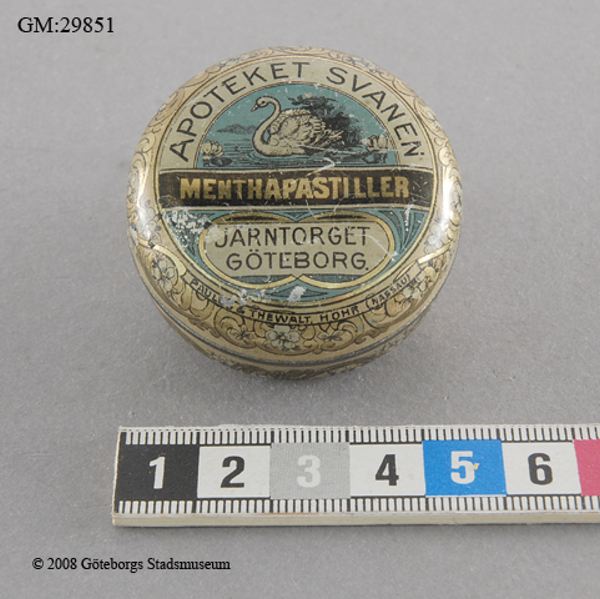 GM:29851
APOTEKET SVANEN
MENTHAPASTILLER
JÄRNTORGET
GÖTEBORG.
& THEWALT, HÖHR (NASSAU)
1 2 3 4 5 6
© 2008 Göteborgs Stadsmuseum